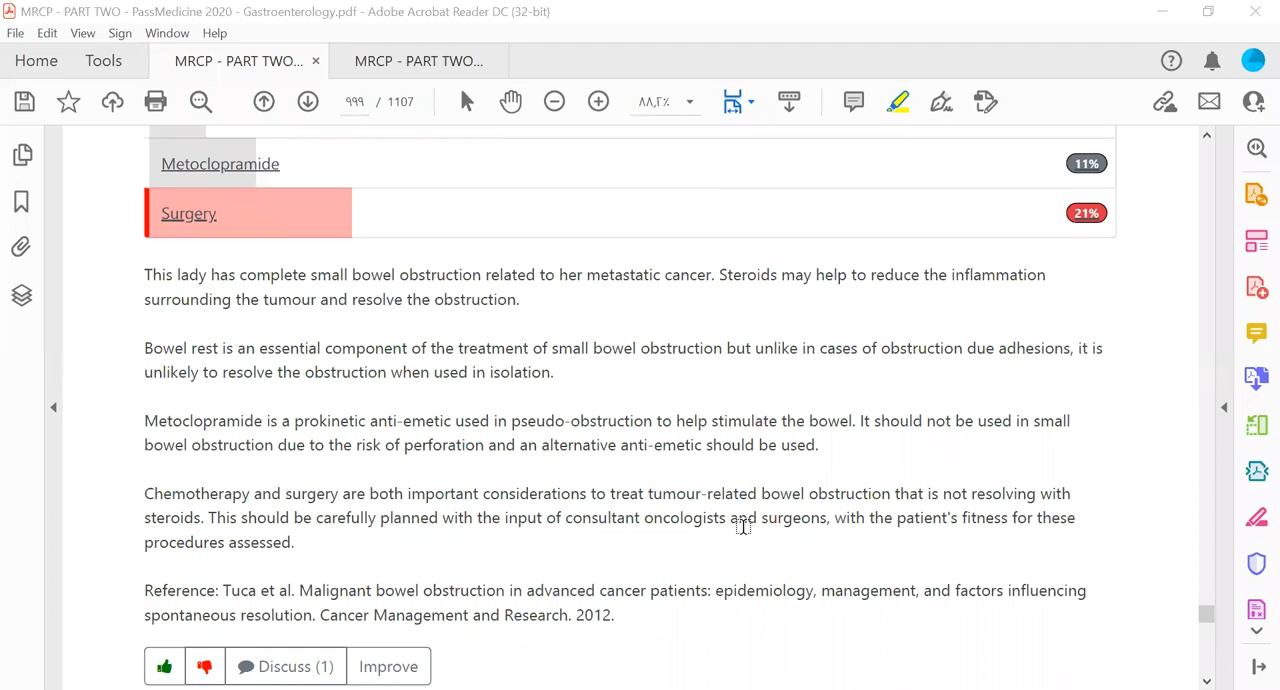 MRCP - PART TWO - PassMedicine 2020 - Gastroenterology.pdf - Adobe Acrobat Reader DC (32-bit)
File Edit View Sign Window Help
Home Tools MRCP - PART TWO... × MRCP - PART TWO...
٩٩٩ / 1107 ٨٨,٢٪
Metoclopramide 11%
Surgery 21%
This lady has complete small bowel obstruction related to her metastatic cancer. Steroids may help to reduce the inflammation
surrounding the tumour and resolve the obstruction.
Bowel rest is an essential component of the treatment of small bowel obstruction but unlike in cases of obstruction due adhesions, it is
unlikely to resolve the obstruction when used in isolation.
Metoclopramide is a prokinetic anti-emetic used in pseudo-obstruction to help stimulate the bowel. It should not be used in small
bowel obstruction due to the risk of perforation and an alternative anti-emetic should be used.
Chemotherapy and surgery are both important considerations to treat tumour-related bowel obstruction that is not resolving with
steroids. This should be carefully planned with the input of consultant oncologists and surgeons, with the patient's fitness for these
procedures assessed.
Reference: Tuca et al. Malignant bowel obstruction in advanced cancer patients: epidemiology, management, and factors influencing
spontaneous resolution. Cancer Management and Research. 2012.
Discuss (1) Improve